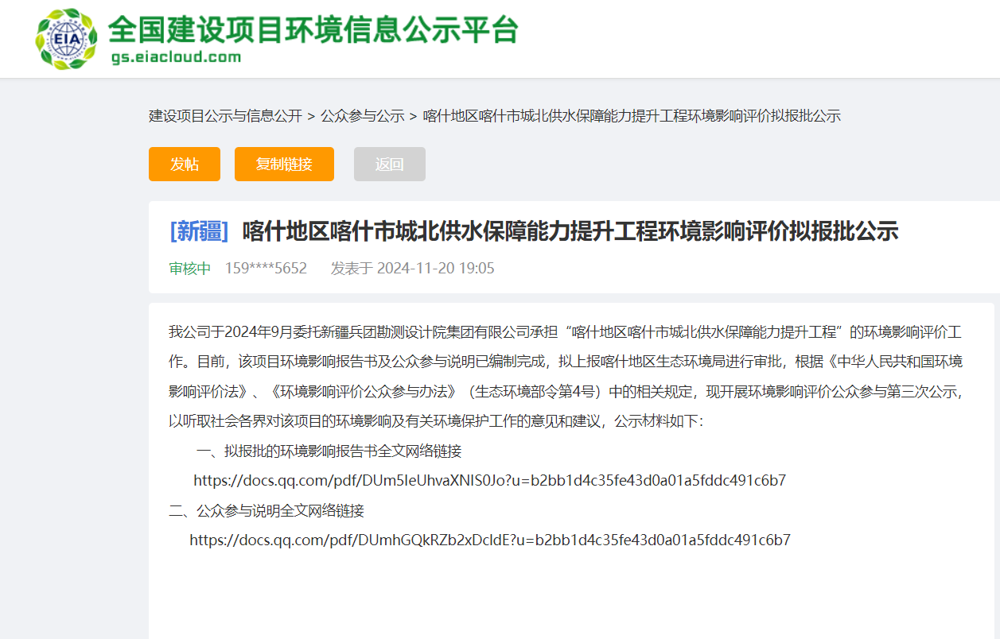 EIA
全国建设项目环境信息公示平台
gs.eiacloud.com
建设项目公示与信息公开 > 公众参与公示 > 喀什地区喀什市城北供水保障能力提升工程环境影响评价拟报批公示
发帖 复制链接 返回
[新疆] 喀什地区喀什市城北供水保障能力提升工程环境影响评价拟报批公示
审核中 159****5652 发表于 2024-11-20 19:05
我公司于2024年9月委托新疆兵团勘测设计院集团有限公司承担“喀什地区喀什市城北供水保障能力提升工程”的环境影响评价工
作。目前，该项目环境影响报告书及公众参与说明已编制完成，拟上报喀什地区生态环境局进行审批，根据《中华人民共和国环境
影响评价法》、《环境影响评价公众参与办法》（生态环境部令第4号）中的相关规定，现开展环境影响评价公众参与第三次公示，
以听取社会各界对该项目的环境影响及有关环境保护工作的意见和建议，公示材料如下：
一、拟报批的环境影响报告书全文网络链接
https://docs.qq.com/pdf/DUm5leUhvaXNIS0Jo?u=b2bb1d4c35fe43d0a01a5fddc491c6b7
二、公众参与说明全文网络链接
https://docs.qq.com/pdf/DUmhGQkRZb2xDcldE?u=b2bb1d4c35fe43d0a01a5fddc491c6b7